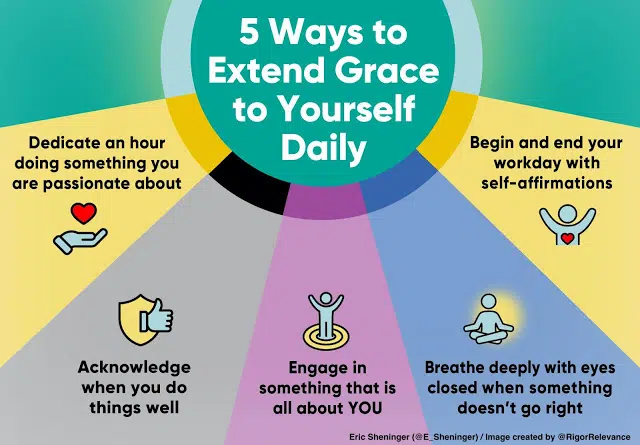 5 Ways to
Extend Grace
to Yourself
Daily
Dedicate an hour
doing something you
are passionate about
Acknowledge
when you do
things well
Engage in
something that is
all about YOU
Breathe deeply with eyes
closed when something
doesn't go right
Begin and end your
workday with
self-affirmations
Eric Sheninger (@E_Sheninger) / Image created by @RigorRelevance